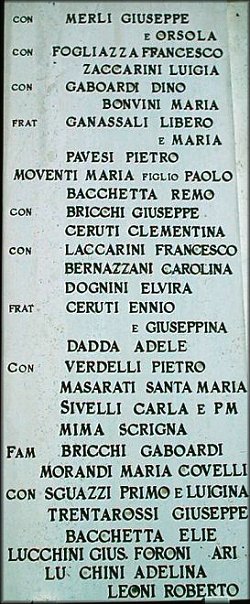 CON MERLI GIUSEPPE
E ORSOLA
CON FOGLIAZZA FRANCESCO
ZACCARINI LUIGIA
CON GABOARDI DINO
BONVINI MARIA
FRAT GANASSALI LIBERO
E MARIA
PAVESI PIETRO
MOVENTI MARIA FIGLIO PAOLO
BACCHETTA REMO
CON BRICCHI GIUSEPPE
CERUTI CLEMENTINA
CON LACCARINI FRANCESCO
BERNAZZANI CAROLINA
DOGNINI ELVIRA
FRAT CERUTI ENNIO
E GIUSEPPINA
DADDA ADELE
CON VERDELLI PIETRO
MASARATI SANTA MARIA
SIVELLI CARLA E PM
MIMA SCRIGNA
FAM BRICCHI GABOARDI
MORANDI MARIA COVELLI
CON SGUAZZI PRIMO E LUIGINA
TRENTAROSSI GIUSEPPE
BACCHETTA ELIE
LUCCHINI GIUS. FORONI ARI
LU CHINI ADELINA
LEONI ROBERTO